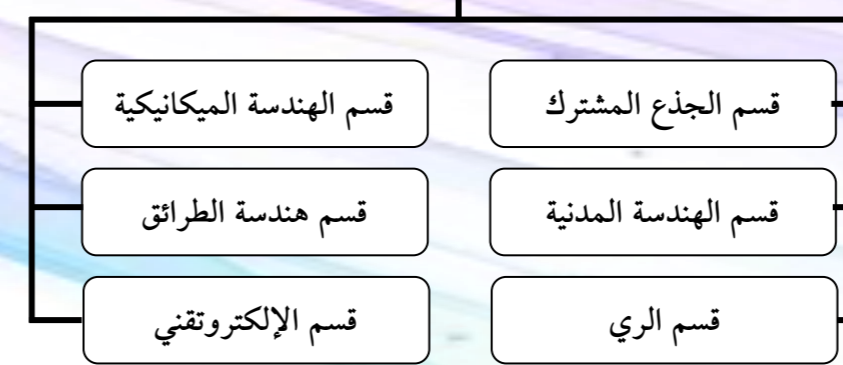 قسم الجذع المشترك
قسم الهندسة الميكانيكية
قسم الهندسة المدنية
قسم هندسة الطرائق
قسم الري
قسم الإلكتروتقني